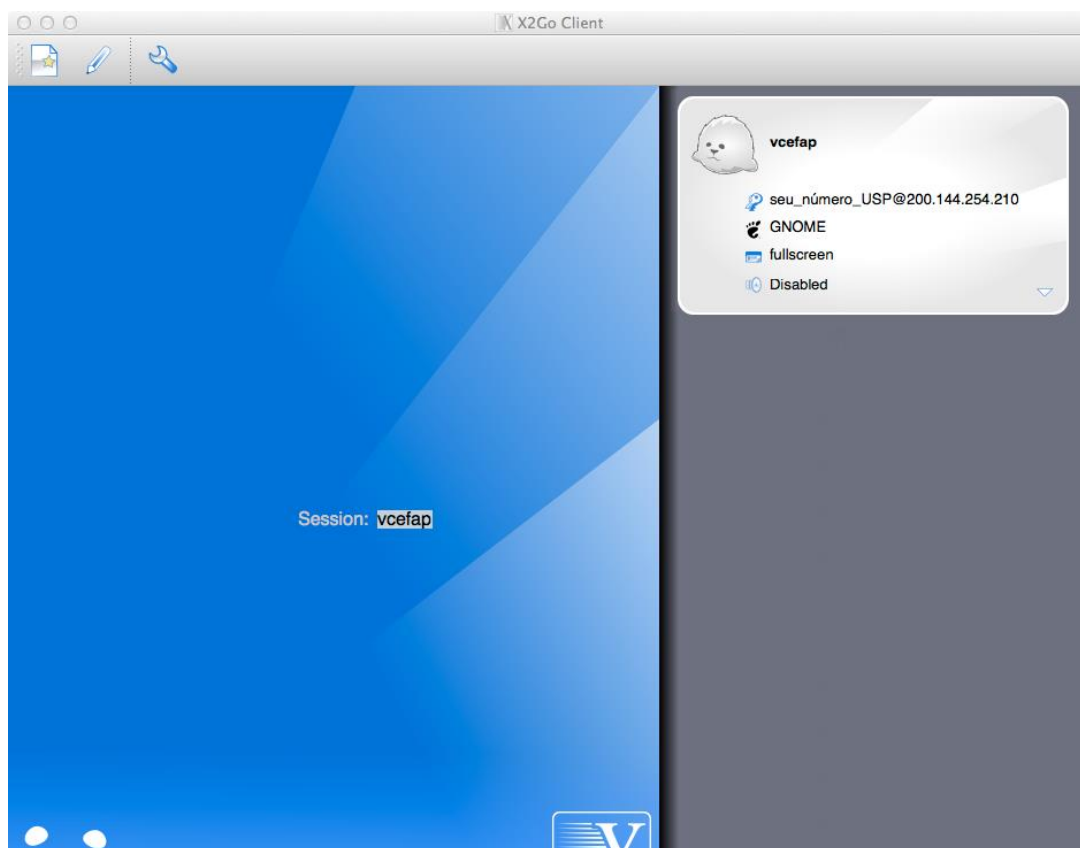 X2Go Client
vcefap
seu_número_USP@200.144.254.210
GNOME
fullscreen
Disabled
Session: vcefap